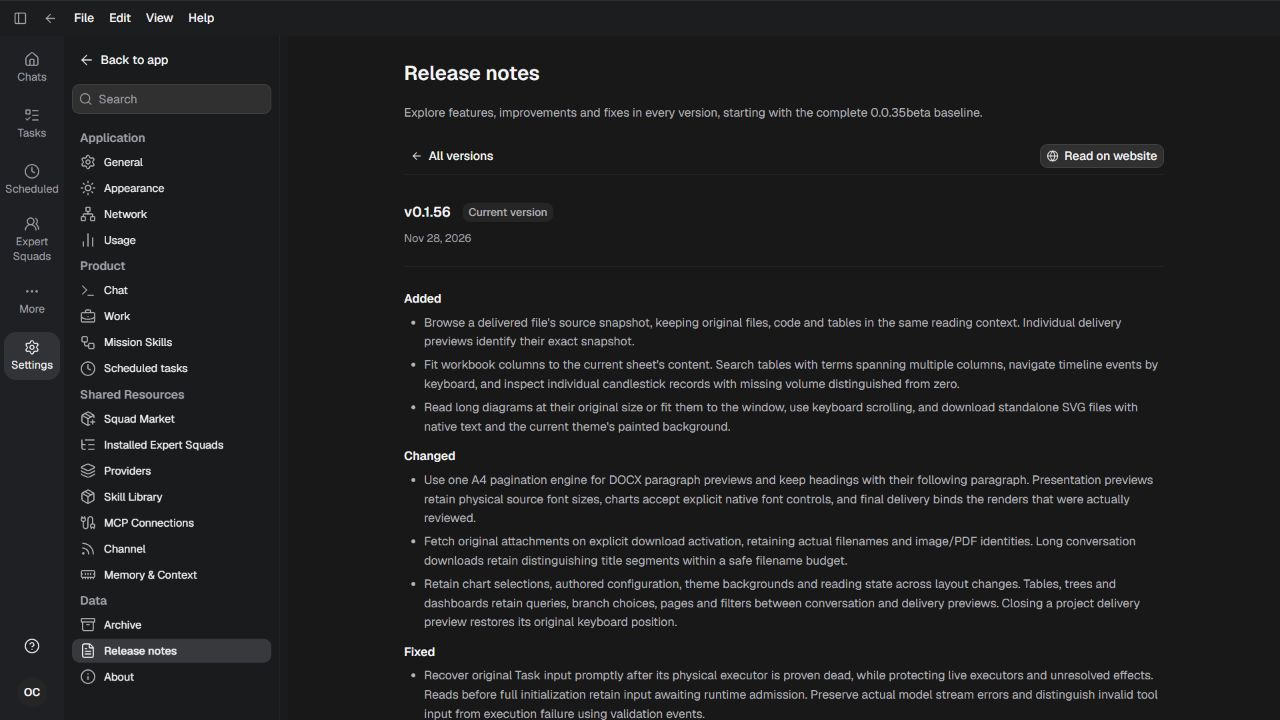 File Edit View Help
Chats
Tasks
Scheduled
Expert
Squads
More
Settings
OC
Back to app
Search
Application
General
Appearance
Network
Usage
Product
Chat
Work
Mission Skills
Scheduled tasks
Shared Resources
Squad Market
Installed Expert Squads
Providers
Skill Library
MCP Connections
Channel
Memory & Context
Data
Archive
Release notes
About
Release notes
Explore features, improvements and fixes in every version, starting with the complete 0.0.35beta baseline.
All versions
Read on website
v0.1.56 Current version
Nov 28, 2026
Added
Browse a delivered file's source snapshot, keeping original files, code and tables in the same reading context. Individual delivery
previews identify their exact snapshot.
Fit workbook columns to the current sheet's content. Search tables with terms spanning multiple columns, navigate timeline events by
keyboard, and inspect individual candlestick records with missing volume distinguished from zero.
Read long diagrams at their original size or fit them to the window, use keyboard scrolling, and download standalone SVG files with
native text and the current theme's painted background.
Changed
Use one A4 pagination engine for DOCX paragraph previews and keep headings with their following paragraph. Presentation previews
retain physical source font sizes, charts accept explicit native font controls, and final delivery binds the renders that were actually
reviewed.
Fetch original attachments on explicit download activation, retaining actual filenames and image/PDF identities. Long conversation
downloads retain distinguishing title segments within a safe filename budget.
Retain chart selections, authored configuration, theme backgrounds and reading state across layout changes. Tables, trees and
dashboards retain queries, branch choices, pages and filters between conversation and delivery previews. Closing a project delivery
preview restores its original keyboard position.
Fixed
Recover original Task input promptly after its physical executor is proven dead, while protecting live executors and unresolved effects.
Reads before full initialization retain input awaiting runtime admission. Preserve actual model stream errors and distinguish invalid tool
input from execution failure using validation events.